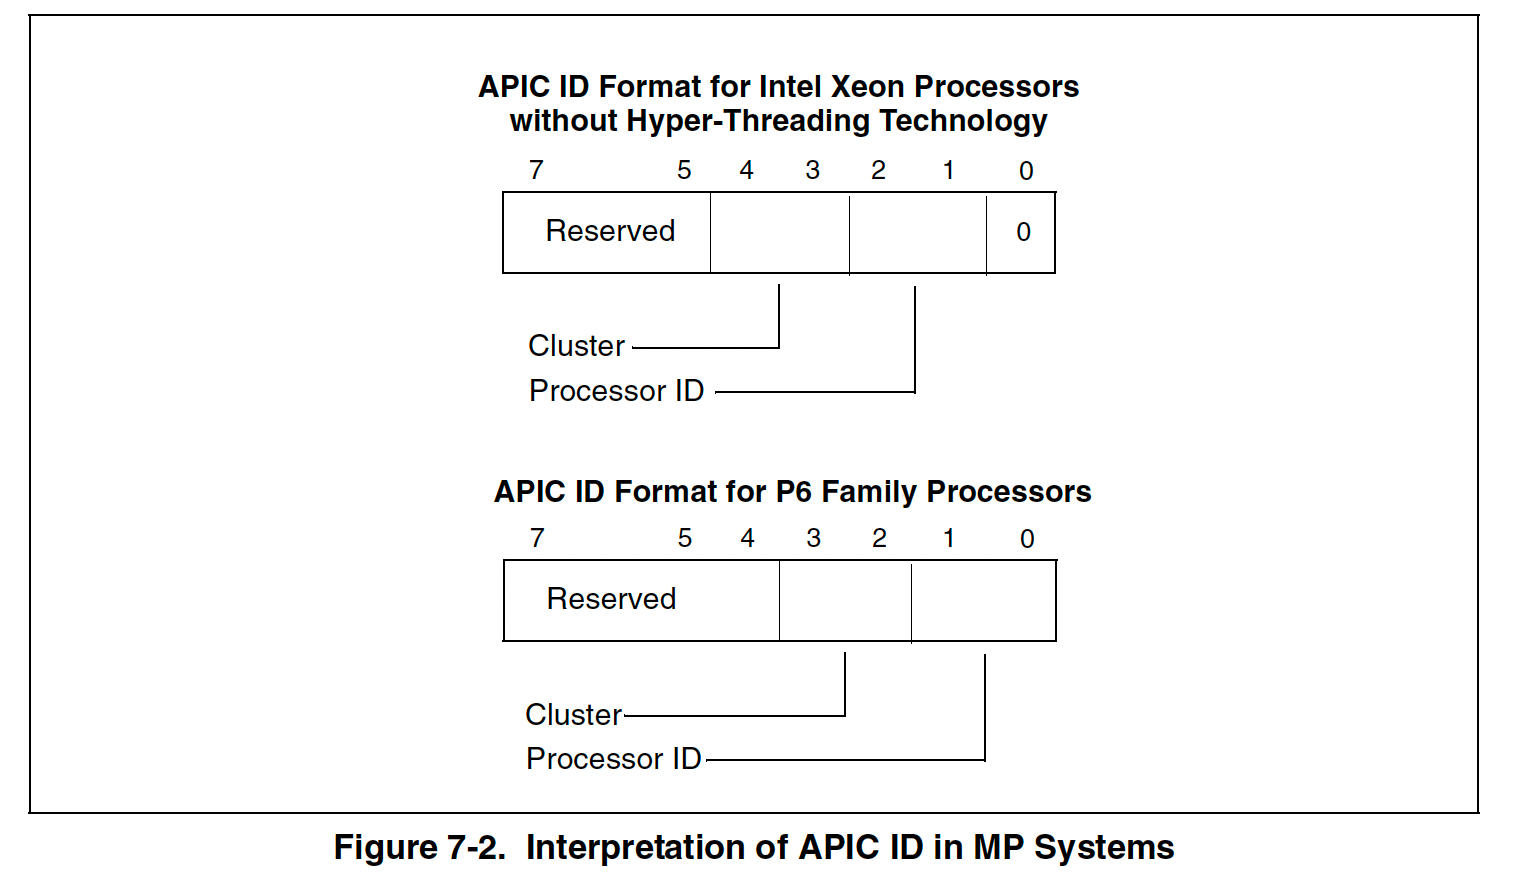 APIC ID Format for Intel Xeon Processors
without Hyper-Threading Technology
7 5 4 3 2 1 0
Reserved 0
Cluster
Processor ID
APIC ID Format for P6 Family Processors
7 5 4 3 2 1 0
Reserved
Cluster
Processor ID
Figure 7-2. Interpretation of APIC ID in MP Systems